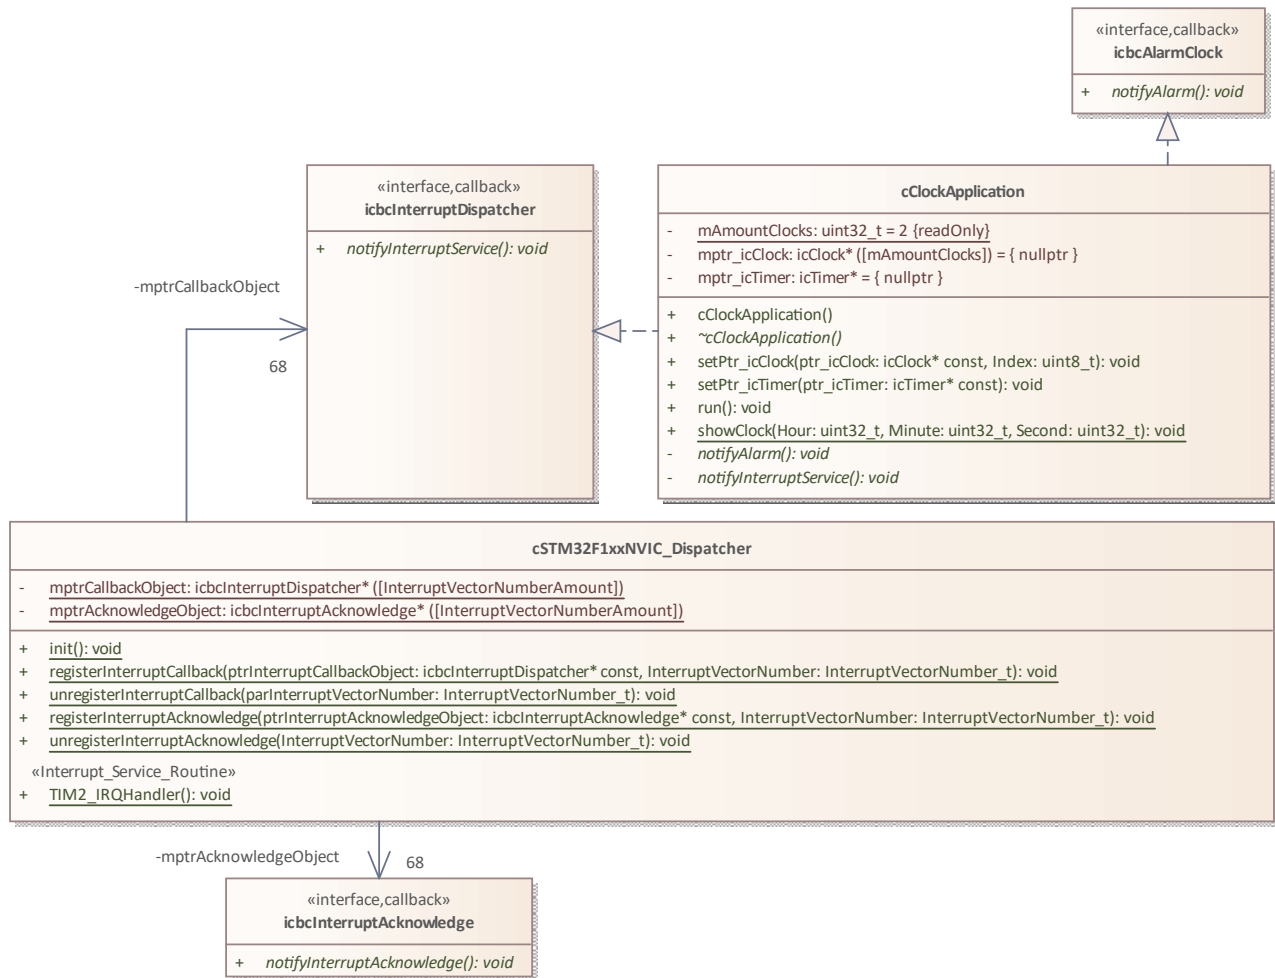 «interface,callback»
icbcAlarmClock
+ notifyAlarm(): void
«interface,callback»
icbcInterruptDispatcher
+ notifyInterruptService(): void
cClockApplication
- mAmountClocks: uint32_t = 2 {readOnly}
- mptr_icClock: icClock* ([mAmountClocks]) = { nullptr }
- mptr_icTimer: icTimer* = { nullptr }
+ cClockApplication()
+ ~cClockApplication()
+ setPtr_icClock(ptr_icClock: icClock* const, Index: uint8_t): void
+ setPtr_icTimer(ptr_icTimer: icTimer* const): void
+ run(): void
+ showClock(Hour: uint32_t, Minute: uint32_t, Second: uint32_t): void
- notifyAlarm(): void
- notifyInterruptService(): void
-mptrCallbackObject
68
cSTM32F1xxNVIC_Dispatcher
- mptrCallbackObject: icbcInterruptDispatcher* ([InterruptVectorNumberAmount])
- mptrAcknowledgeObject: icbcInterruptAcknowledge* ([InterruptVectorNumberAmount])
+ init(): void
+ registerInterruptCallback(ptrInterruptCallbackObject: icbcInterruptDispatcher* const, InterruptVectorNumber: InterruptVectorNumber_t): void
+ unregisterInterruptCallback(parInterruptVectorNumber: InterruptVectorNumber_t): void
+ registerInterruptAcknowledge(ptrInterruptAcknowledgeObject: icbcInterruptAcknowledge* const, InterruptVectorNumber: InterruptVectorNumber_t): void
+ unregisterInterruptAcknowledge(InterruptVectorNumber: InterruptVectorNumber_t): void
«Interrupt_Service_Routine»
+ TIM2_IRQHandler(): void
-mptrAcknowledgeObject
68
«interface,callback»
icbcInterruptAcknowledge
+ notifyInterruptAcknowledge(): void